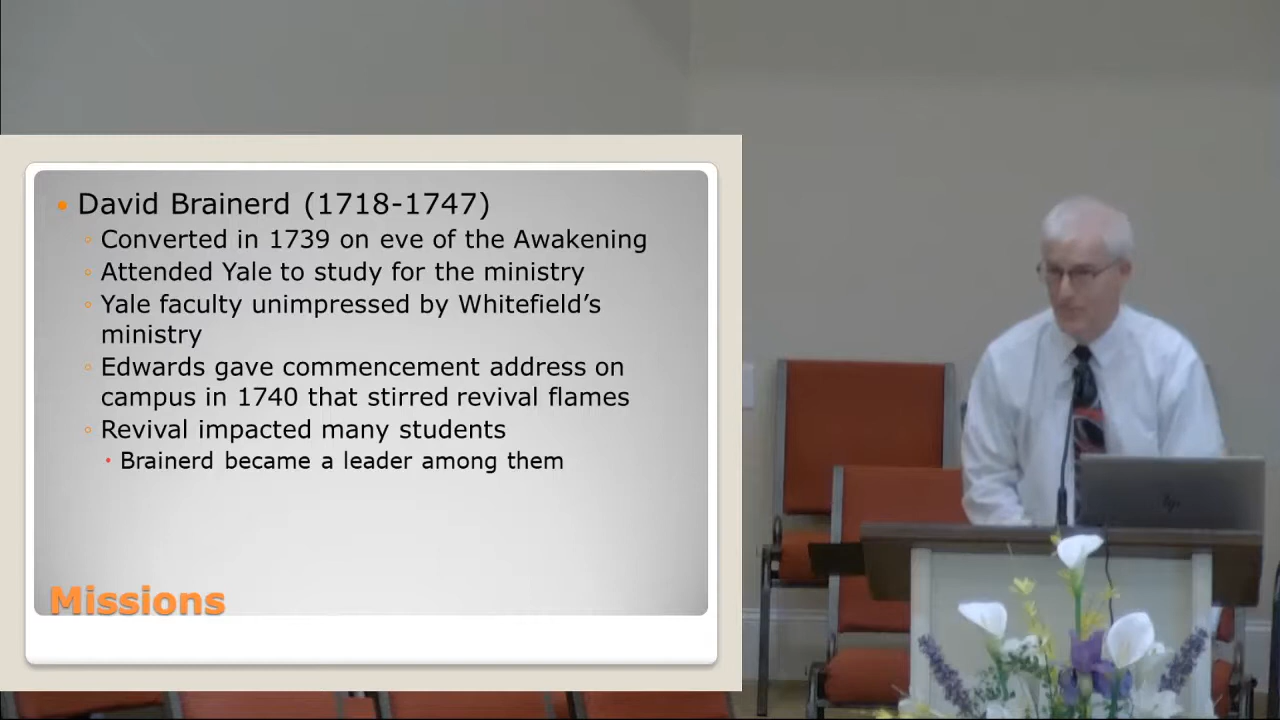 David Brainerd (1718-1747)
Converted in 1739 on eve of the Awakening
Attended Yale to study for the ministry
Yale faculty unimpressed by Whitefield’s
ministry
Edwards gave commencement address on
campus in 1740 that stirred revival flames
Revival impacted many students
Brainerd became a leader among them
Missions
hp